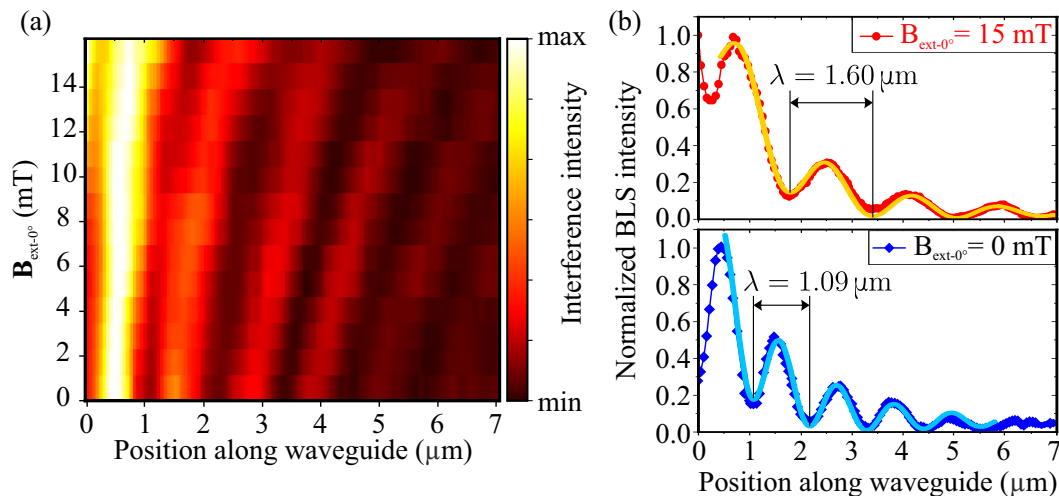 (a)
14
12
10
8
6
4
2
0
B_ext-0° (mT)
0 1 2 3 4 5 6 7
Position along waveguide (µm)
max
Interference intensity
min
(b)
B_ext-0° = 15 mT
λ = 1.60 µm
1.0
0.8
0.6
0.4
0.2
0.0
Normalized BLS intensity
B_ext-0° = 0 mT
λ = 1.09 µm
1.0
0.8
0.6
0.4
0.2
0.0
0 1 2 3 4 5 6 7
Position along waveguide (µm)